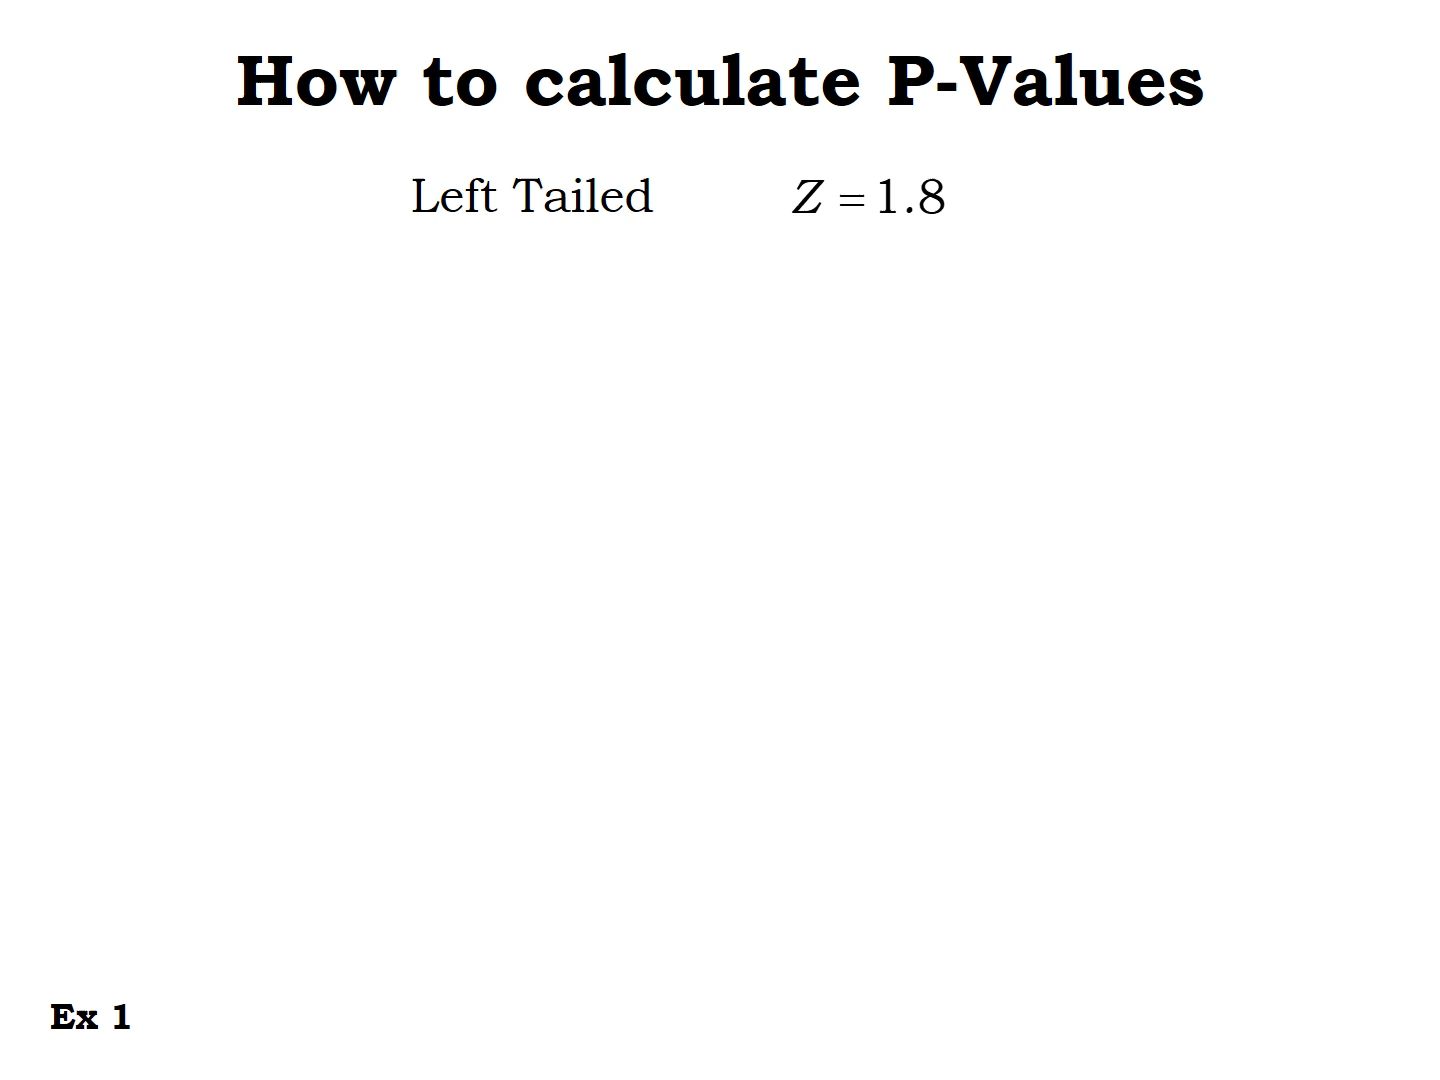 How to calculate P-Values
Left Tailed Z = 1.8
Ex 1